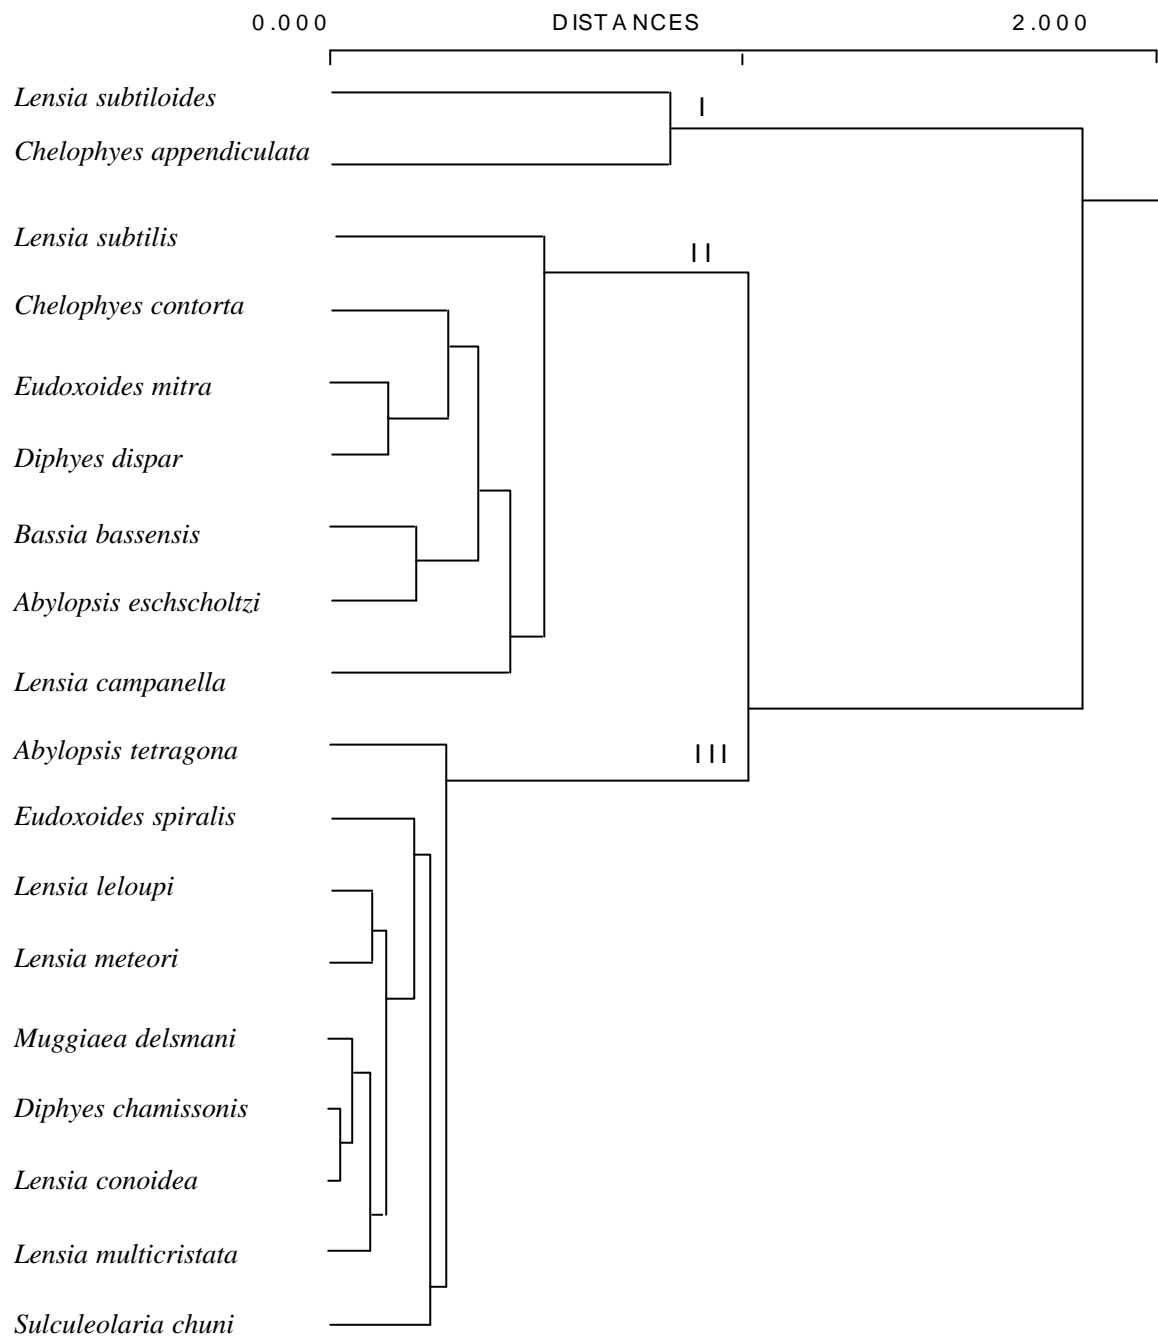 0.000 DISTANCES 2.000
Lensia subtiloides
I
Chelophyes appendiculata
Lensia subtilis
II
Chelophyes contorta
Eudoxoides mitra
Diphyes dispar
Bassia bassensis
Abylopsis eschscholtzi
Lensia campanella
Abylopsis tetragona
III
Eudoxoides spiralis
Lensia leloupi
Lensia meteori
Muggiaea delsmani
Diphyes chamissonis
Lensia conoidea
Lensia multicristata
Sulculeolaria chuni